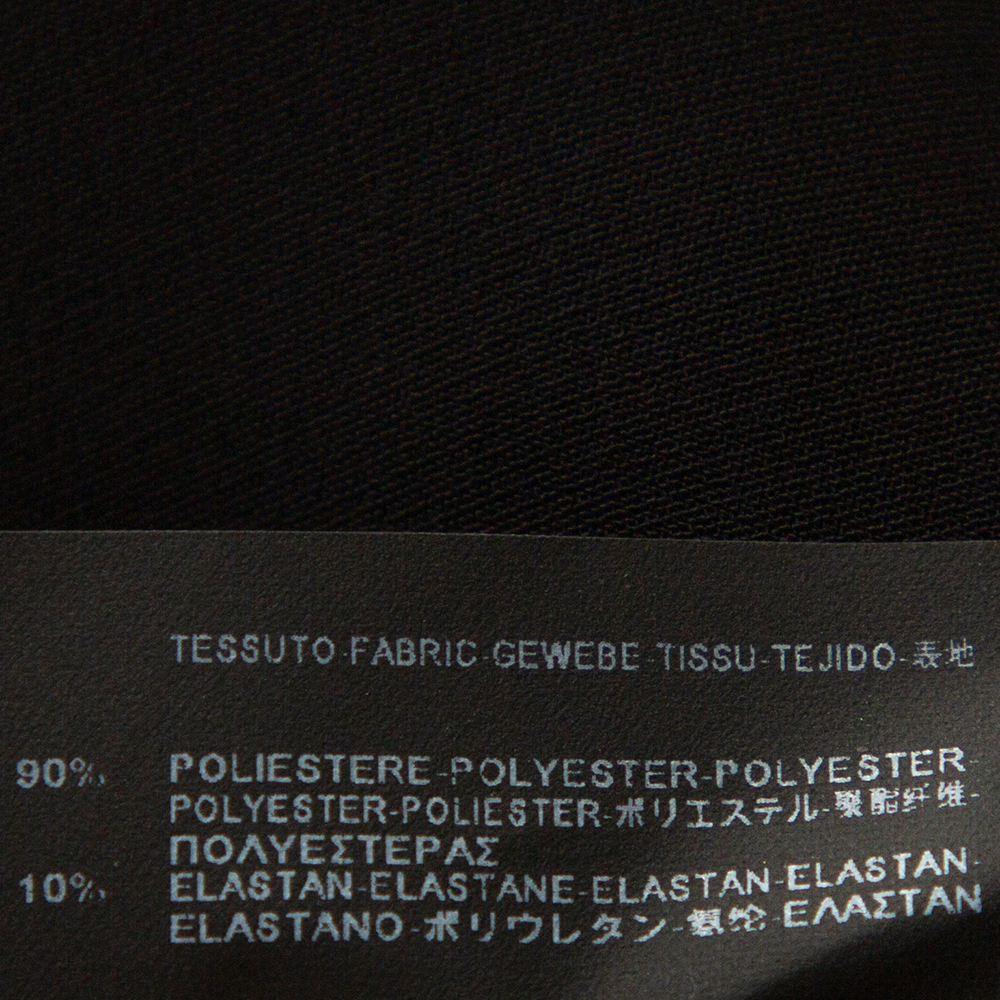 TESSUTO-FABRIC-GEWEBE-TISSU-TEJIDO-表地
90% POLIESTERE-POLYESTER-POLYESTER-
POLYESTER-POLIESTER-ポリエステル-聚酯纤维-
ΠΟΛΥΕΣΤΕΡΑΣ
10% ELASTAN-ELASTANE-ELASTAN-ELASTAN-
ELASTANO-ポリウレタン-氨纶-ΕΛΑΣΤΑΝ